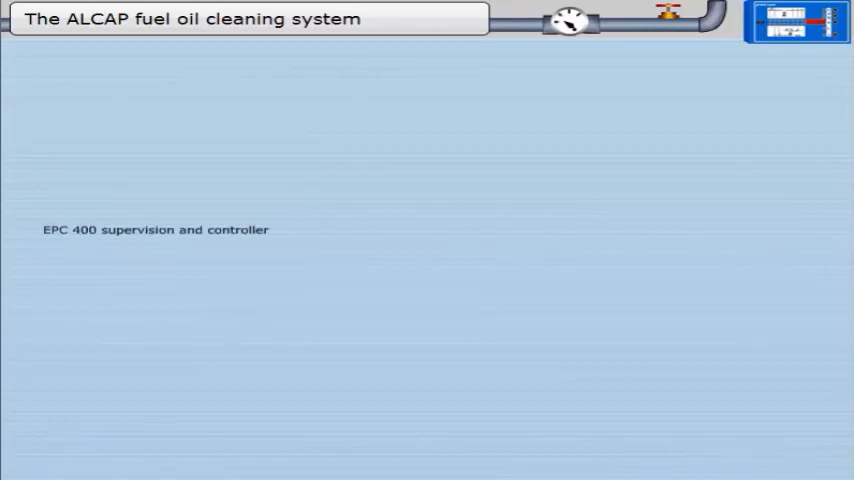 The ALCAP fuel oil cleaning system
EPC 400 supervision and controller